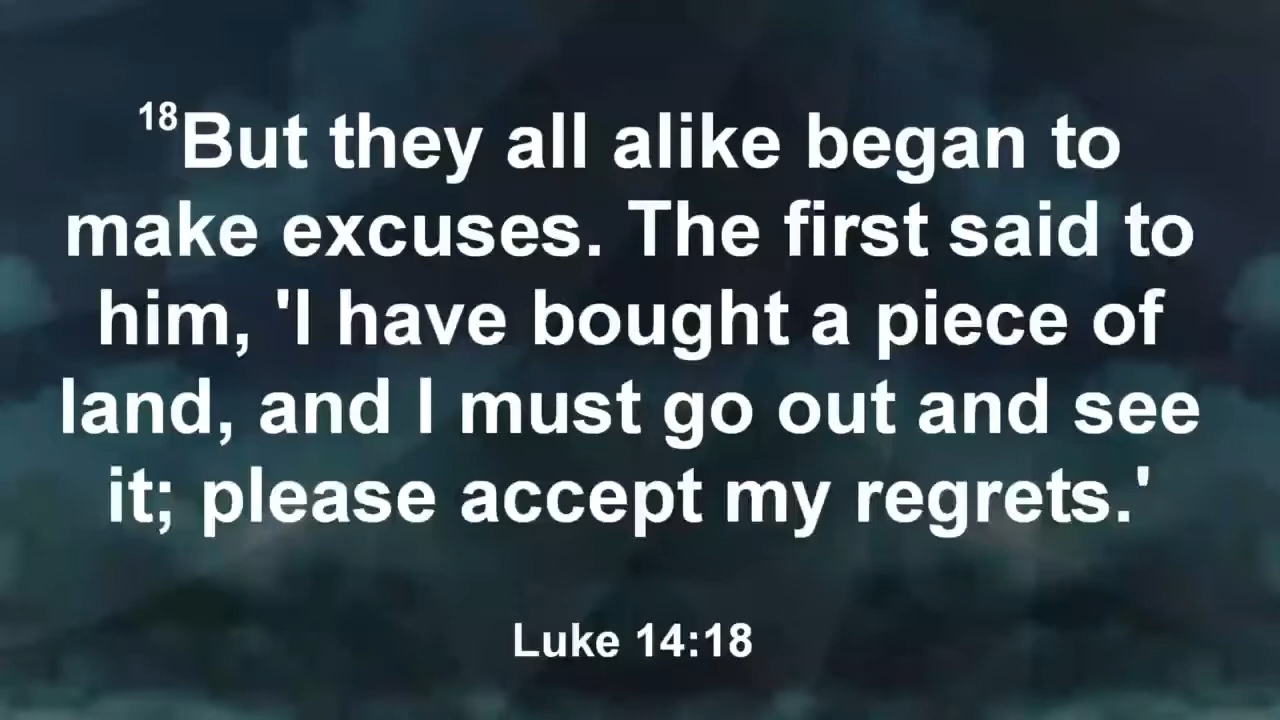 18But they all alike began to
make excuses. The first said to
him, 'I have bought a piece of
land, and I must go out and see
it; please accept my regrets.'
Luke 14:18